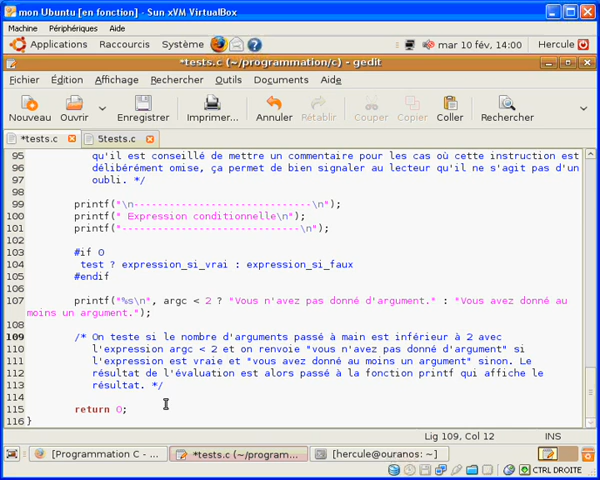 mon Ubuntu [en fonction] - Sun xVM VirtualBox
Machine Périphériques Aide
Applications Raccourcis Système mar 10 fév, 14:00 Hercule
*tests.c (~/programmation/c) - gedit
Fichier Édition Affichage Rechercher Outils Documents Aide
Nouveau Ouvrir Enregistrer Imprimer... Annuler Rétablir Couper Copier Coller Rechercher
*tests.c 5tests.c
95 qu'il est conseillé de mettre un commentaire pour les cas où cette instruction est
96 délibérément omise, ça permet de bien signaler au lecteur qu'il ne s'agit pas d'un
97 oubli. */
98
99 printf("\n------------------------------\n");
100 printf(" Expression conditionnelle\n");
101 printf("------------------------------\n");
102
103 #if 0
104 test ? expression_si_vrai : expression_si_faux
105 #endif
106
107 printf("%s\n", argc < 2 ? "Vous n'avez pas donné d'argument." : "Vous avez donné au
moins un argument.");
108
109 /* On teste si le nombre d'arguments passé à main est inférieur à 2 avec
110 l'expression argc < 2 et on renvoie "vous n'avez pas donné d'argument" si
111 l'expression est vraie et "vous avez donné au moins un argument" sinon. Le
112 résultat de l'évaluation est alors passé à la fonction printf qui affiche le
113 résultat. */
114
115 return 0;
116 }
Lig 109, Col 12 INS
[Programmation C - ... *tests.c (~/program... [hercule@ouranos: ~]
CTRL DROITE